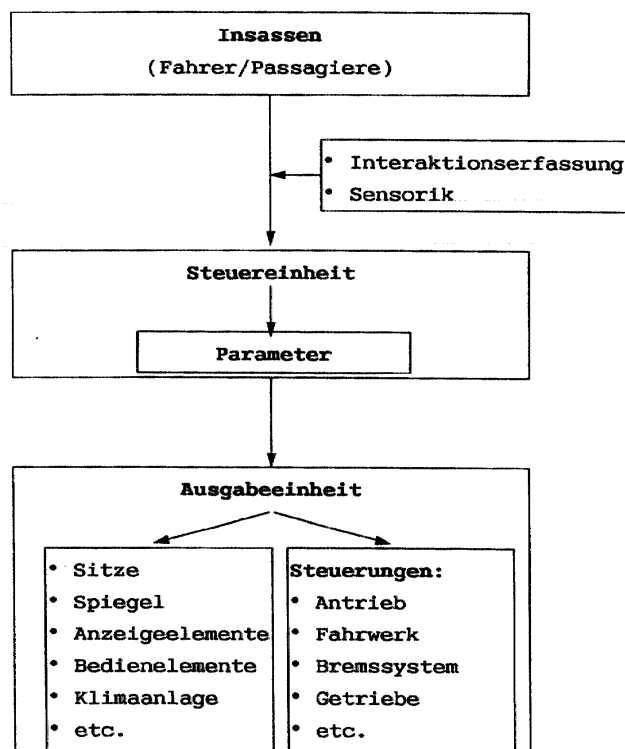 Insassen
(Fahrer/Passagiere)
• Interaktionserfassung
• Sensorik
Steuereinheit
Parameter
Ausgabeeinheit
• Sitze
• Spiegel
• Anzeigeelemente
• Bedienelemente
• Klimaanlage
• etc.
Steuerungen:
• Antrieb
• Fahrwerk
• Bremssystem
• Getriebe
• etc.